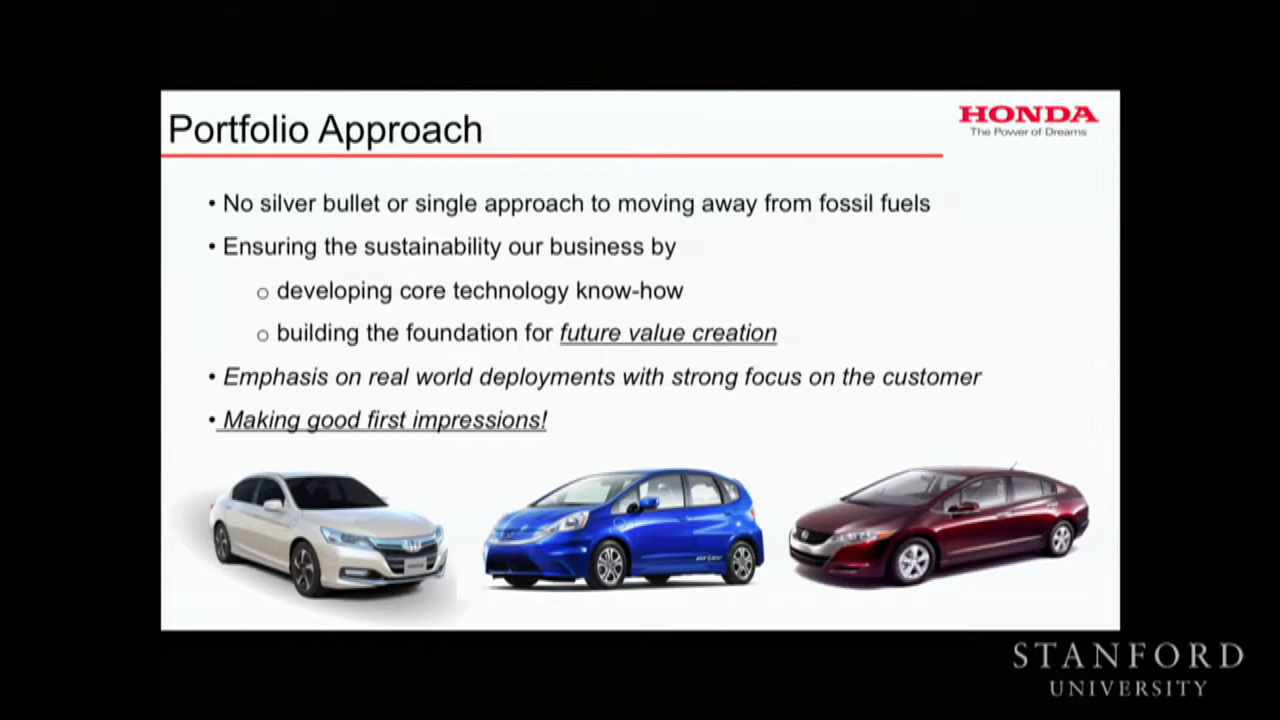 Portfolio Approach
HONDA
The Power of Dreams
• No silver bullet or single approach to moving away from fossil fuels
• Ensuring the sustainability our business by
o developing core technology know-how
o building the foundation for future value creation
• Emphasis on real world deployments with strong focus on the customer
• Making good first impressions!
STANFORD
UNIVERSITY